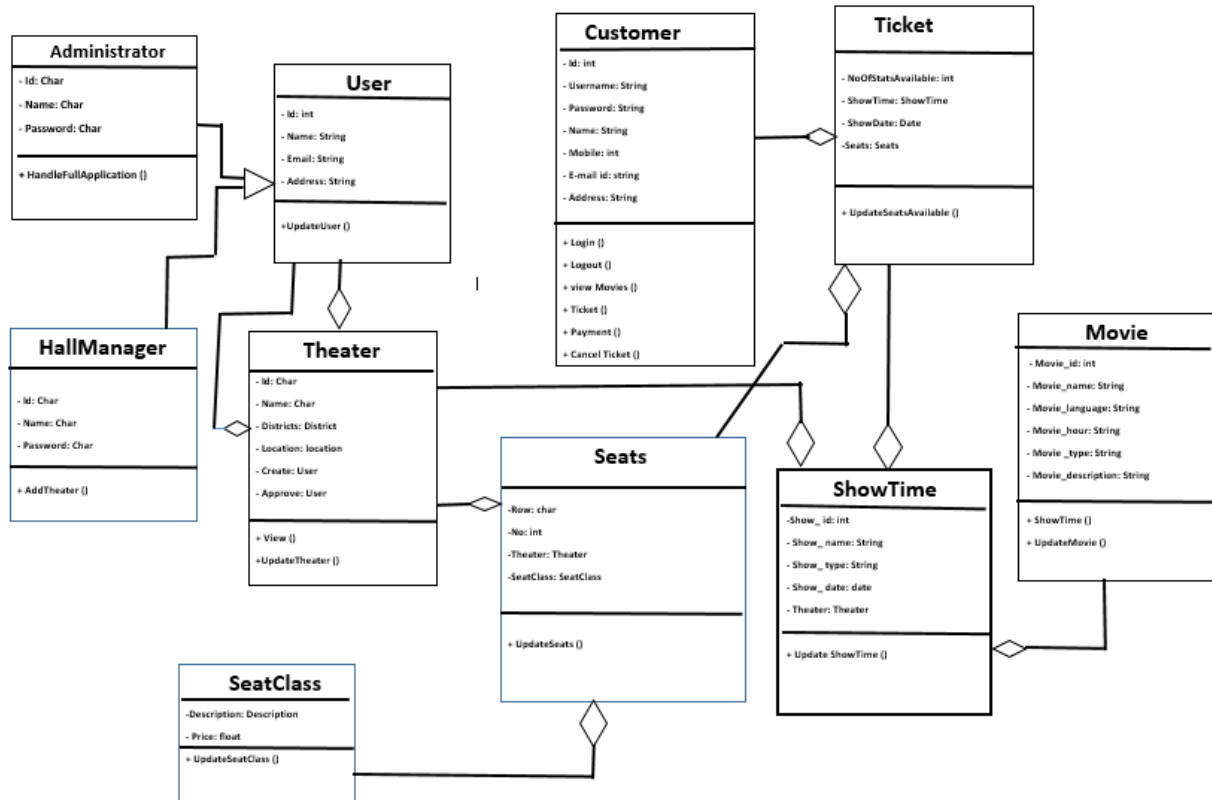 Administrator
- Id: Char
- Name: Char
- Password: Char
+ HandleFullApplication ()
User
- Id: int
- Name: String
- Email: String
- Address: String
+UpdateUser ()
Customer
- Id: int
- Username: String
- Password: String
- Name: String
- Mobile: int
- E-mail id: string
- Address: String
+ Login ()
+ Logout ()
+ view Movies ()
+ Ticket ()
+ Payment ()
+ Cancel Ticket ()
Ticket
- NoOfStatsAvailable: int
- ShowTime: ShowTime
- ShowDate: Date
-Seats: Seats
+ UpdateSeatsAvailable ()
HallManager
- Id: Char
- Name: Char
- Password: Char
+ AddTheater ()
Theater
- Id: Char
- Name: Char
- Districts: District
- Location: location
- Create: User
- Approve: User
+ View ()
+UpdateTheater ()
Seats
-Row: char
-No: int
-Theater: Theater
-SeatClass: SeatClass
+ UpdateSeats ()
ShowTime
-Show_ id: int
- Show_ name: String
- Show_ type: String
- Show_ date: date
- Theater: Theater
+ Update ShowTime ()
Movie
- Movie_id: int
- Movie_name: String
- Movie_language: String
- Movie_hour: String
- Movie _type: String
- Movie_description: String
+ ShowTime ()
+ UpdateMovie ()
SeatClass
-Description: Description
- Price: float
+ UpdateSeatClass ()